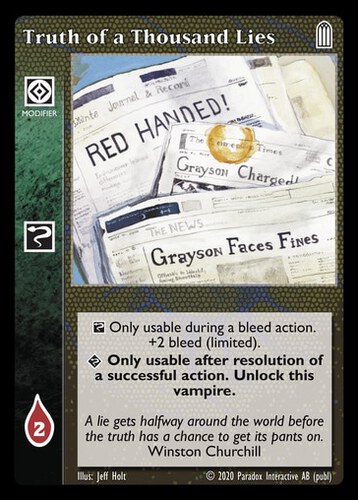 Truth of a Thousand Lies
MODIFIER
Journal & Record
RED HANDED!
Times
Grayson Charged!
The News
Grayson Faces Fines
Only usable during a bleed action.
+2 bleed (limited).
Only usable after resolution of
a successful action. Unlock this
vampire.
A lie gets halfway around the world before
the truth has a chance to get its pants on.
Winston Churchill
2
Illus: Jeff Holt © 2020 Paradox Interactive AB (publ)